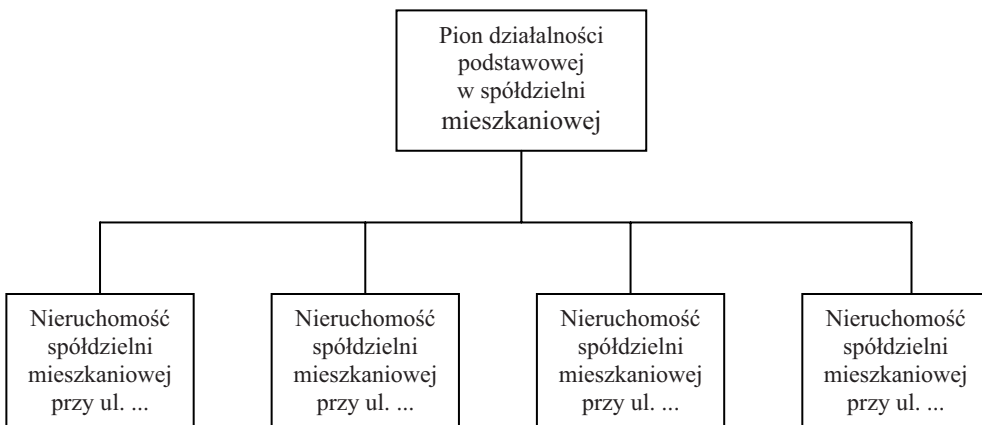 Pion działalności
podstawowej
w spółdzielni
mieszkaniowej
Nieruchomość
spółdzielni
mieszkaniowej
przy ul. ...
Nieruchomość
spółdzielni
mieszkaniowej
przy ul. ...
Nieruchomość
spółdzielni
mieszkaniowej
przy ul. ...
Nieruchomość
spółdzielni
mieszkaniowej
przy ul. ...